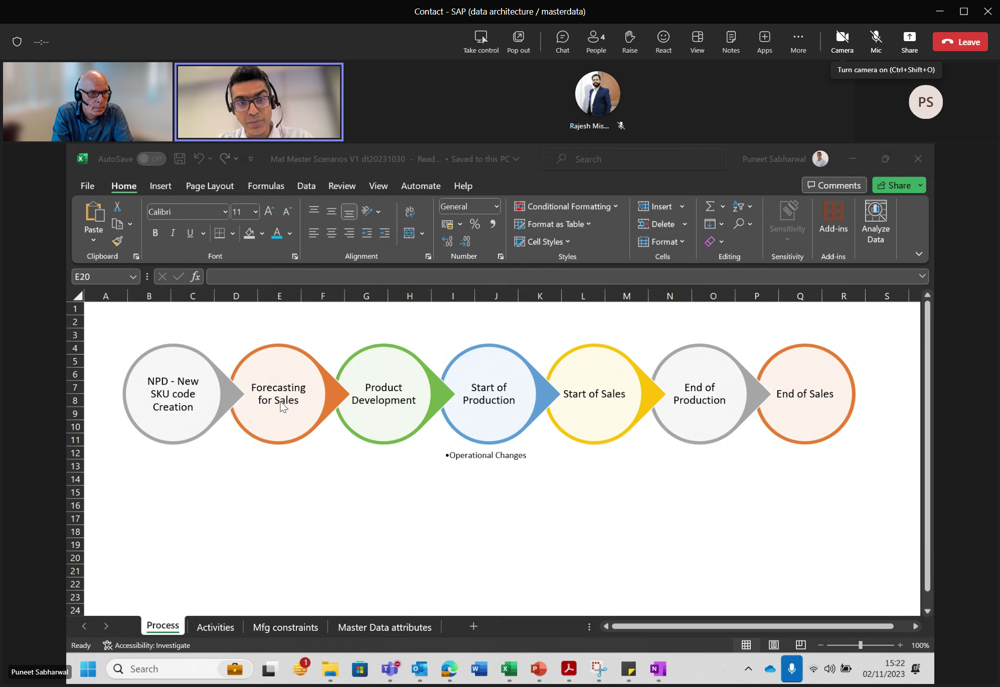 Contact - SAP (data architecture / masterdata)
--:--
Take control
Pop out
Chat
4
People
Raise
React
View
Notes
Apps
More
Camera
Mic
Share
Leave
Turn camera on (Ctrl+Shift+O)
Rajesh Mis...
PS
AutoSave Off
Mat Master Scenarios V1 dt20231030 - Read... • Saved to this PC
Search
Puneet Sabharwal
File
Home
Insert
Page Layout
Formulas
Data
Review
View
Automate
Help
Comments
Share
Paste
Clipboard
Calibri
11
B I U
Font
ab
Alignment
General
% 9
.00
.00
Number
Conditional Formatting
Format as Table
Cell Styles
Styles
Insert
Delete
Format
Cells
Editing
Sensitivity
Sensitivity
Add-ins
Add-ins
Analyze
Data
E20
fx
A B C D E F G H I J K L M N O P Q R S
1
2
3
4
5
6
7
8
9
10
11
12
13
14
15
16
17
18
19
20
21
22
23
24
NPD - New
SKU code
Creation
Forecasting
for Sales
Product
Development
Start of
Production
Start of Sales
End of
Production
End of Sales
•Operational Changes
Process
Activities
Mfg constraints
Master Data attributes
Ready
Accessibility: Investigate
100%
Puneet Sabharwal
Search
1
15:22
02/11/2023